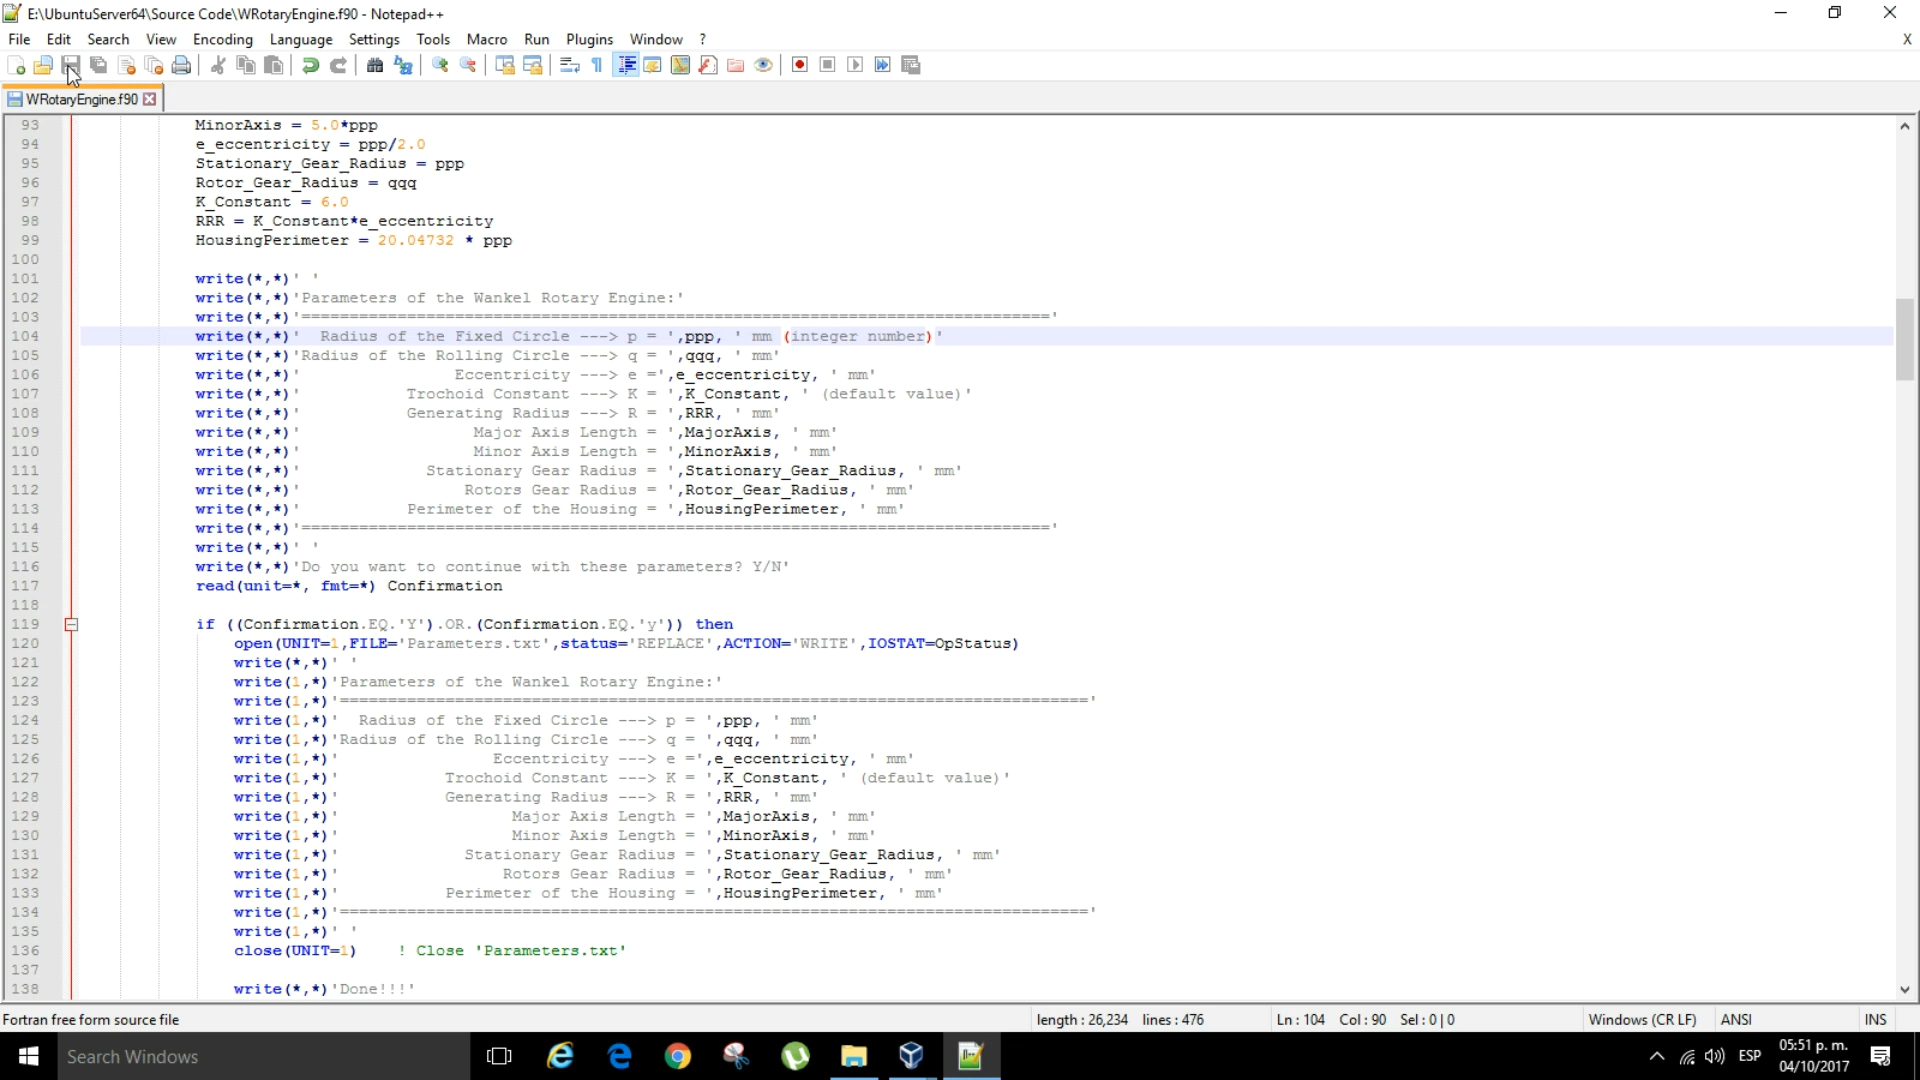 E:\UbuntuServer64\Source Code\WRotaryEngine.f90 - Notepad++
File Edit Search View Encoding Language Settings Tools Macro Run Plugins Window ? X
WRotaryEngine.f90
93 MinorAxis = 5.0*ppp
94 e_eccentricity = ppp/2.0
95 Stationary_Gear_Radius = ppp
96 Rotor_Gear_Radius = qqq
97 K_Constant = 6.0
98 RRR = K_Constant*e_eccentricity
99 HousingPerimeter = 20.04732 * ppp
100
101 write(*,*)' '
102 write(*,*)'Parameters of the Wankel Rotary Engine:'
103 write(*,*)'=============================================================================='
104 write(*,*)'  Radius of the Fixed Circle ---> p = ',ppp, ' mm (integer number)'
105 write(*,*)'Radius of the Rolling Circle ---> q = ',qqq, ' mm'
106 write(*,*)'                Eccentricity ---> e =',e_eccentricity, ' mm'
107 write(*,*)'           Trochoid Constant ---> K = ',K_Constant, ' (default value)'
108 write(*,*)'           Generating Radius ---> R = ',RRR, ' mm'
109 write(*,*)'                  Major Axis Length = ',MajorAxis, ' mm'
110 write(*,*)'                  Minor Axis Length = ',MinorAxis, ' mm'
111 write(*,*)'             Stationary Gear Radius = ',Stationary_Gear_Radius, ' mm'
112 write(*,*)'                 Rotors Gear Radius = ',Rotor_Gear_Radius, ' mm'
113 write(*,*)'           Perimeter of the Housing = ',HousingPerimeter, ' mm'
114 write(*,*)'=============================================================================='
115 write(*,*)' '
116 write(*,*)'Do you want to continue with these parameters? Y/N'
117 read(unit=*, fmt=*) Confirmation
118
119 if ((Confirmation.EQ.'Y').OR.(Confirmation.EQ.'y')) then
120 open(UNIT=1,FILE='Parameters.txt',status='REPLACE',ACTION='WRITE',IOSTAT=OpStatus)
121 write(*,*)' '
122 write(1,*)'Parameters of the Wankel Rotary Engine:'
123 write(1,*)'=============================================================================='
124 write(1,*)'  Radius of the Fixed Circle ---> p = ',ppp, ' mm'
125 write(1,*)'Radius of the Rolling Circle ---> q = ',qqq, ' mm'
126 write(1,*)'                Eccentricity ---> e =',e_eccentricity, ' mm'
127 write(1,*)'           Trochoid Constant ---> K = ',K_Constant, ' (default value)'
128 write(1,*)'           Generating Radius ---> R = ',RRR, ' mm'
129 write(1,*)'                  Major Axis Length = ',MajorAxis, ' mm'
130 write(1,*)'                  Minor Axis Length = ',MinorAxis, ' mm'
131 write(1,*)'             Stationary Gear Radius = ',Stationary_Gear_Radius, ' mm'
132 write(1,*)'                 Rotors Gear Radius = ',Rotor_Gear_Radius, ' mm'
133 write(1,*)'           Perimeter of the Housing = ',HousingPerimeter, ' mm'
134 write(1,*)'=============================================================================='
135 write(1,*)' '
136 close(UNIT=1)    ! Close 'Parameters.txt'
137
138 write(*,*)'Done!!!'
Fortran free form source file length : 26,234 lines : 476 Ln : 104 Col : 90 Sel : 0 | 0 Windows (CR LF) ANSI INS
Search Windows ESP 05:51 p. m.
04/10/2017